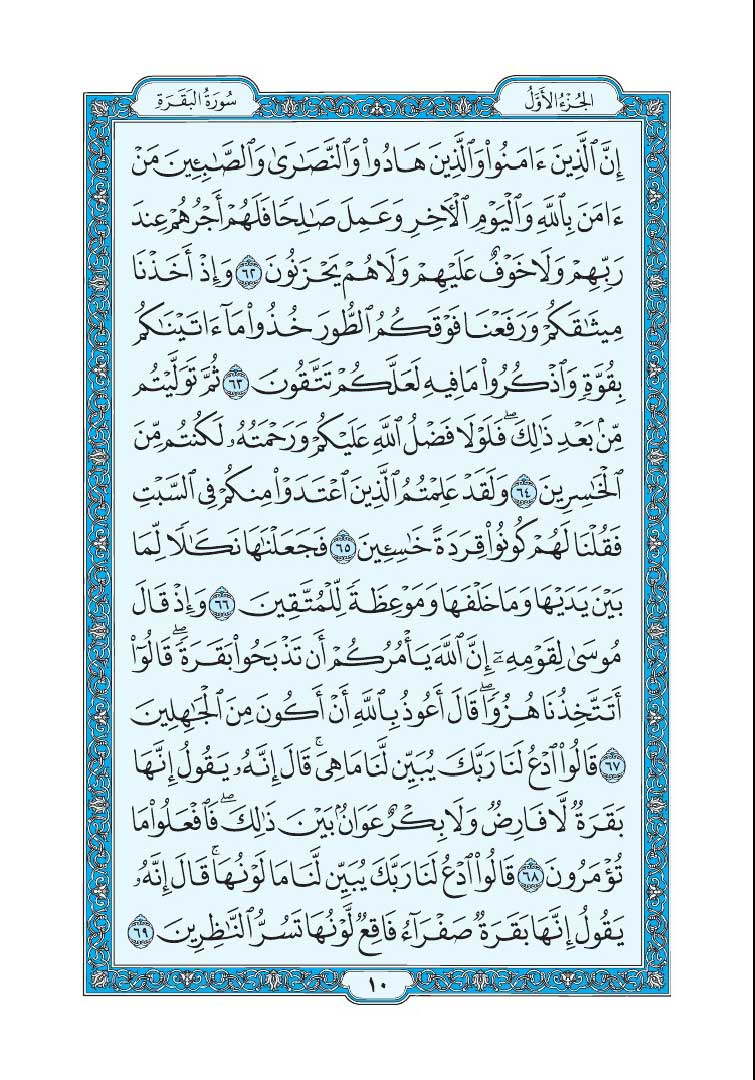 الجُزْءُ الأَوَّلُ
سُورَةُ البَقَرَةِ
إِنَّ ٱلَّذِينَ ءَامَنُوا۟ وَٱلَّذِينَ هَادُوا۟ وَٱلنَّصَٰرَىٰ وَٱلصَّٰبِـِٔينَ مَنْ
ءَامَنَ بِٱللَّهِ وَٱلْيَوْمِ ٱلْءَاخِرِ وَعَمِلَ صَٰلِحًا فَلَهُمْ أَجْرُهُمْ عِندَ
رَبِّهِمْ وَلَا خَوْفٌ عَلَيْهِمْ وَلَا هُمْ يَحْزَنُونَ ٦٢ وَإِذْ أَخَذْنَا
مِيثَٰقَكُمْ وَرَفَعْنَا فَوْقَكُمُ ٱلطُّورَ خُذُوا۟ مَآ ءَاتَيْنَٰكُم
بِقُوَّةٍ وَٱذْكُرُوا۟ مَا فِيهِ لَعَلَّكُمْ تَتَّقُونَ ٦٣ ثُمَّ تَوَلَّيْتُم
مِّنۢ بَعْدِ ذَٰلِكَ ۖ فَلَوْلَا فَضْلُ ٱللَّهِ عَلَيْكُمْ وَرَحْمَتُهُۥ لَكُنتُم مِّنَ
ٱلْخَٰسِرِينَ ٦٤ وَلَقَدْ عَلِمْتُمُ ٱلَّذِينَ ٱعْتَدَوْا۟ مِنكُمْ فِى ٱلسَّبْتِ
فَقُلْنَا لَهُمْ كُونُوا۟ قِرَدَةً خَٰسِـِٔينَ ٦٥ فَجَعَلْنَٰهَا نَكَٰلًا لِّمَا
بَيْنَ يَدَيْهَا وَمَا خَلْفَهَا وَمَوْعِظَةً لِّلْمُتَّقِينَ ٦٦ وَإِذْ قَالَ
مُوسَىٰ لِقَوْمِهِۦٓ إِنَّ ٱللَّهَ يَأْمُرُكُمْ أَن تَذْبَحُوا۟ بَقَرَةً ۖ قَالُوٓا۟
أَتَتَّخِذُنَا هُزُوًا ۖ قَالَ أَعُوذُ بِٱللَّهِ أَنْ أَكُونَ مِنَ ٱلْجَٰهِلِينَ
٦٧ قَالُوا۟ ٱدْعُ لَنَا رَبَّكَ يُبَيِّن لَّنَا مَا هِىَ ۚ قَالَ إِنَّهُۥ يَقُولُ إِنَّهَا
بَقَرَةٌ لَّا فَارِضٌ وَلَا بِكْرٌ عَوَانٌۢ بَيْنَ ذَٰلِكَ ۖ فَٱفْعَلُوا۟ مَا
تُؤْمَرُونَ ٦٨ قَالُوا۟ ٱدْعُ لَنَا رَبَّكَ يُبَيِّن لَّنَا مَا لَوْنُهَا ۚ قَالَ إِنَّهُۥ
يَقُولُ إِنَّهَا بَقَرَةٌ صَفْرَآءُ فَاقِعٌ لَّوْنُهَا تَسُرُّ ٱلنَّٰظِرِينَ ٦٩
١٠